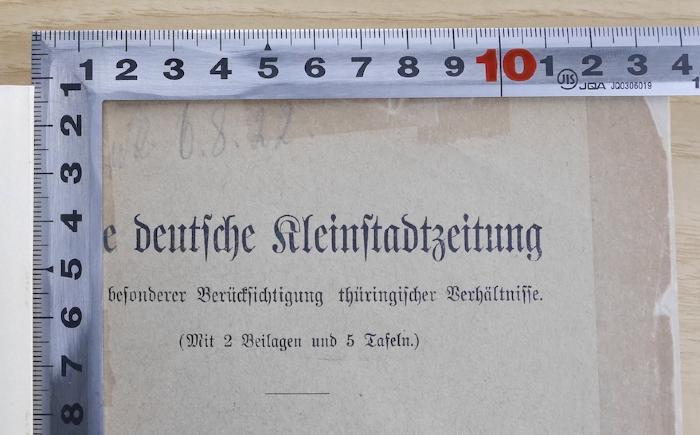 1 2 3 4 5 6 7 8 9 10 1 2 3 4
JIS JQA JQ0306019
1
2
3
4
5
6
7
8
6.8.22.
e deutsche Kleinstadtzeitung
besonderer Berücksichtigung thüringischer Verhältnisse.
(Mit 2 Beilagen und 5 Tafeln.)